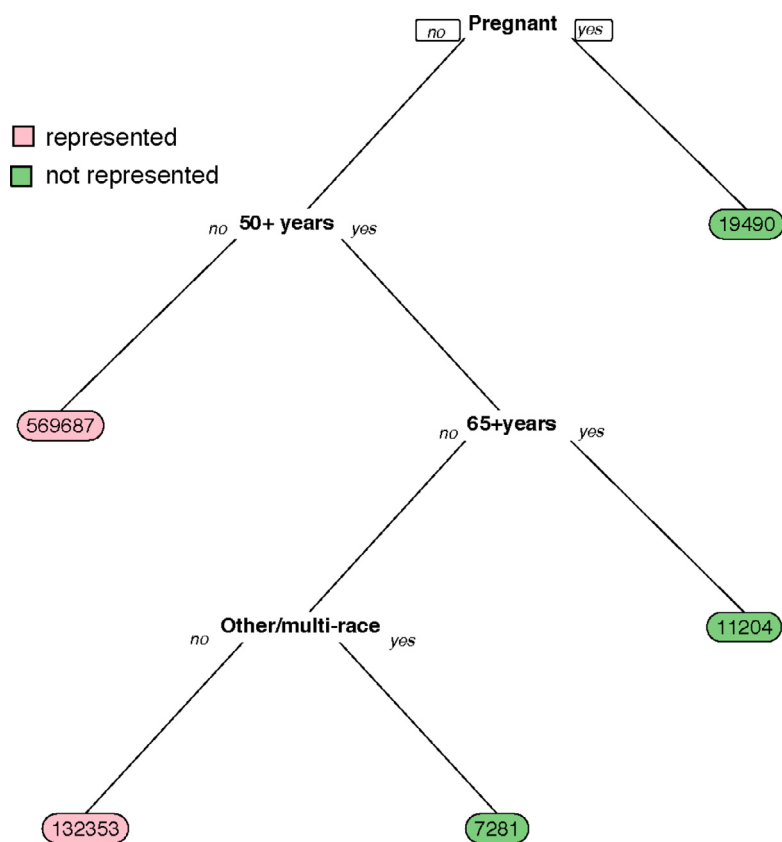 no Pregnant yes
represented
not represented
no 50+ years yes
19490
569687
no 65+years yes
no Other/multi-race yes
11204
132353
7281